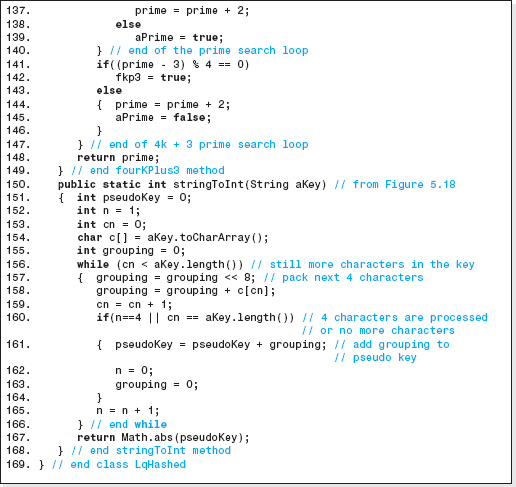 137.                prime = prime + 2;
138.             else
139.                aPrime = true;
140.          } // end of the prime search loop
141.          if((prime - 3) % 4 == 0)
142.             fkp3 = true;
143.          else
144.          {  prime = prime + 2;
145.             aPrime = false;
146.          }
147.       } // end of 4k + 3 prime search loop
148.       return prime;
149.    } // end fourKPlus3 method
150.    public static int stringToInt(String aKey) // from Figure 5.18
151.    {  int pseudoKey = 0;
152.       int n = 1;
153.       int cn = 0;
154.       char c[] = aKey.toCharArray();
155.       int grouping = 0;
156.       while (cn < aKey.length()) // still more characters in the key
157.       {  grouping = grouping << 8; // pack next 4 characters
158.          grouping = grouping + c[cn];
159.          cn = cn + 1;
160.          if(n==4 || cn == aKey.length()) // 4 characters are processed
// or no more characters
161.          {  pseudoKey = pseudoKey + grouping; // add grouping to
// pseudo key
162.             n = 0;
163.             grouping = 0;
164.          }
165.          n = n + 1;
166.       } // end while
167.       return Math.abs(pseudoKey);
168.    } // end stringToInt method
169. } // end class LqHashed